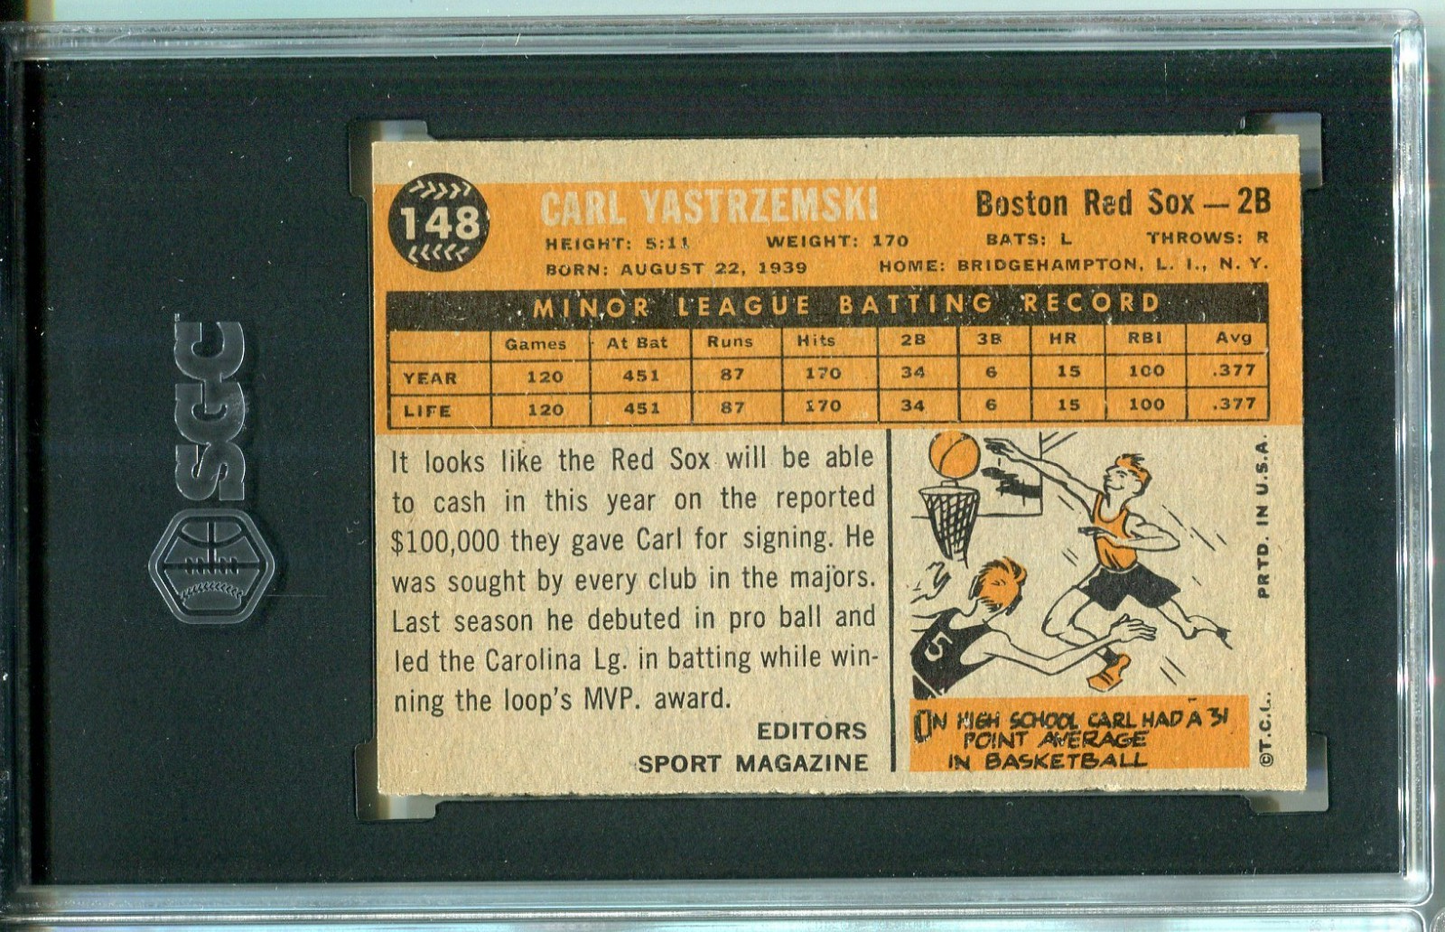 SGC
148
CARL YASTRZEMSKI
Boston Red Sox — 2B
HEIGHT: 5:11 WEIGHT: 170 BATS: L THROWS: R
BORN: AUGUST 22, 1939 HOME: BRIDGEHAMPTON, L. I., N. Y.
MINOR LEAGUE BATTING RECORD
Games At Bat Runs Hits 2B 3B HR RBI Avg
YEAR 120 451 87 170 34 6 15 100 .377
LIFE 120 451 87 170 34 6 15 100 .377
It looks like the Red Sox will be able
to cash in this year on the reported
$100,000 they gave Carl for signing. He
was sought by every club in the majors.
Last season he debuted in pro ball and
led the Carolina Lg. in batting while win-
ning the loop's MVP. award.
EDITORS
SPORT MAGAZINE
5
IN HIGH SCHOOL CARL HAD A 31
POINT AVERAGE
IN BASKETBALL
©T.C.L. PRTD. IN U.S.A.